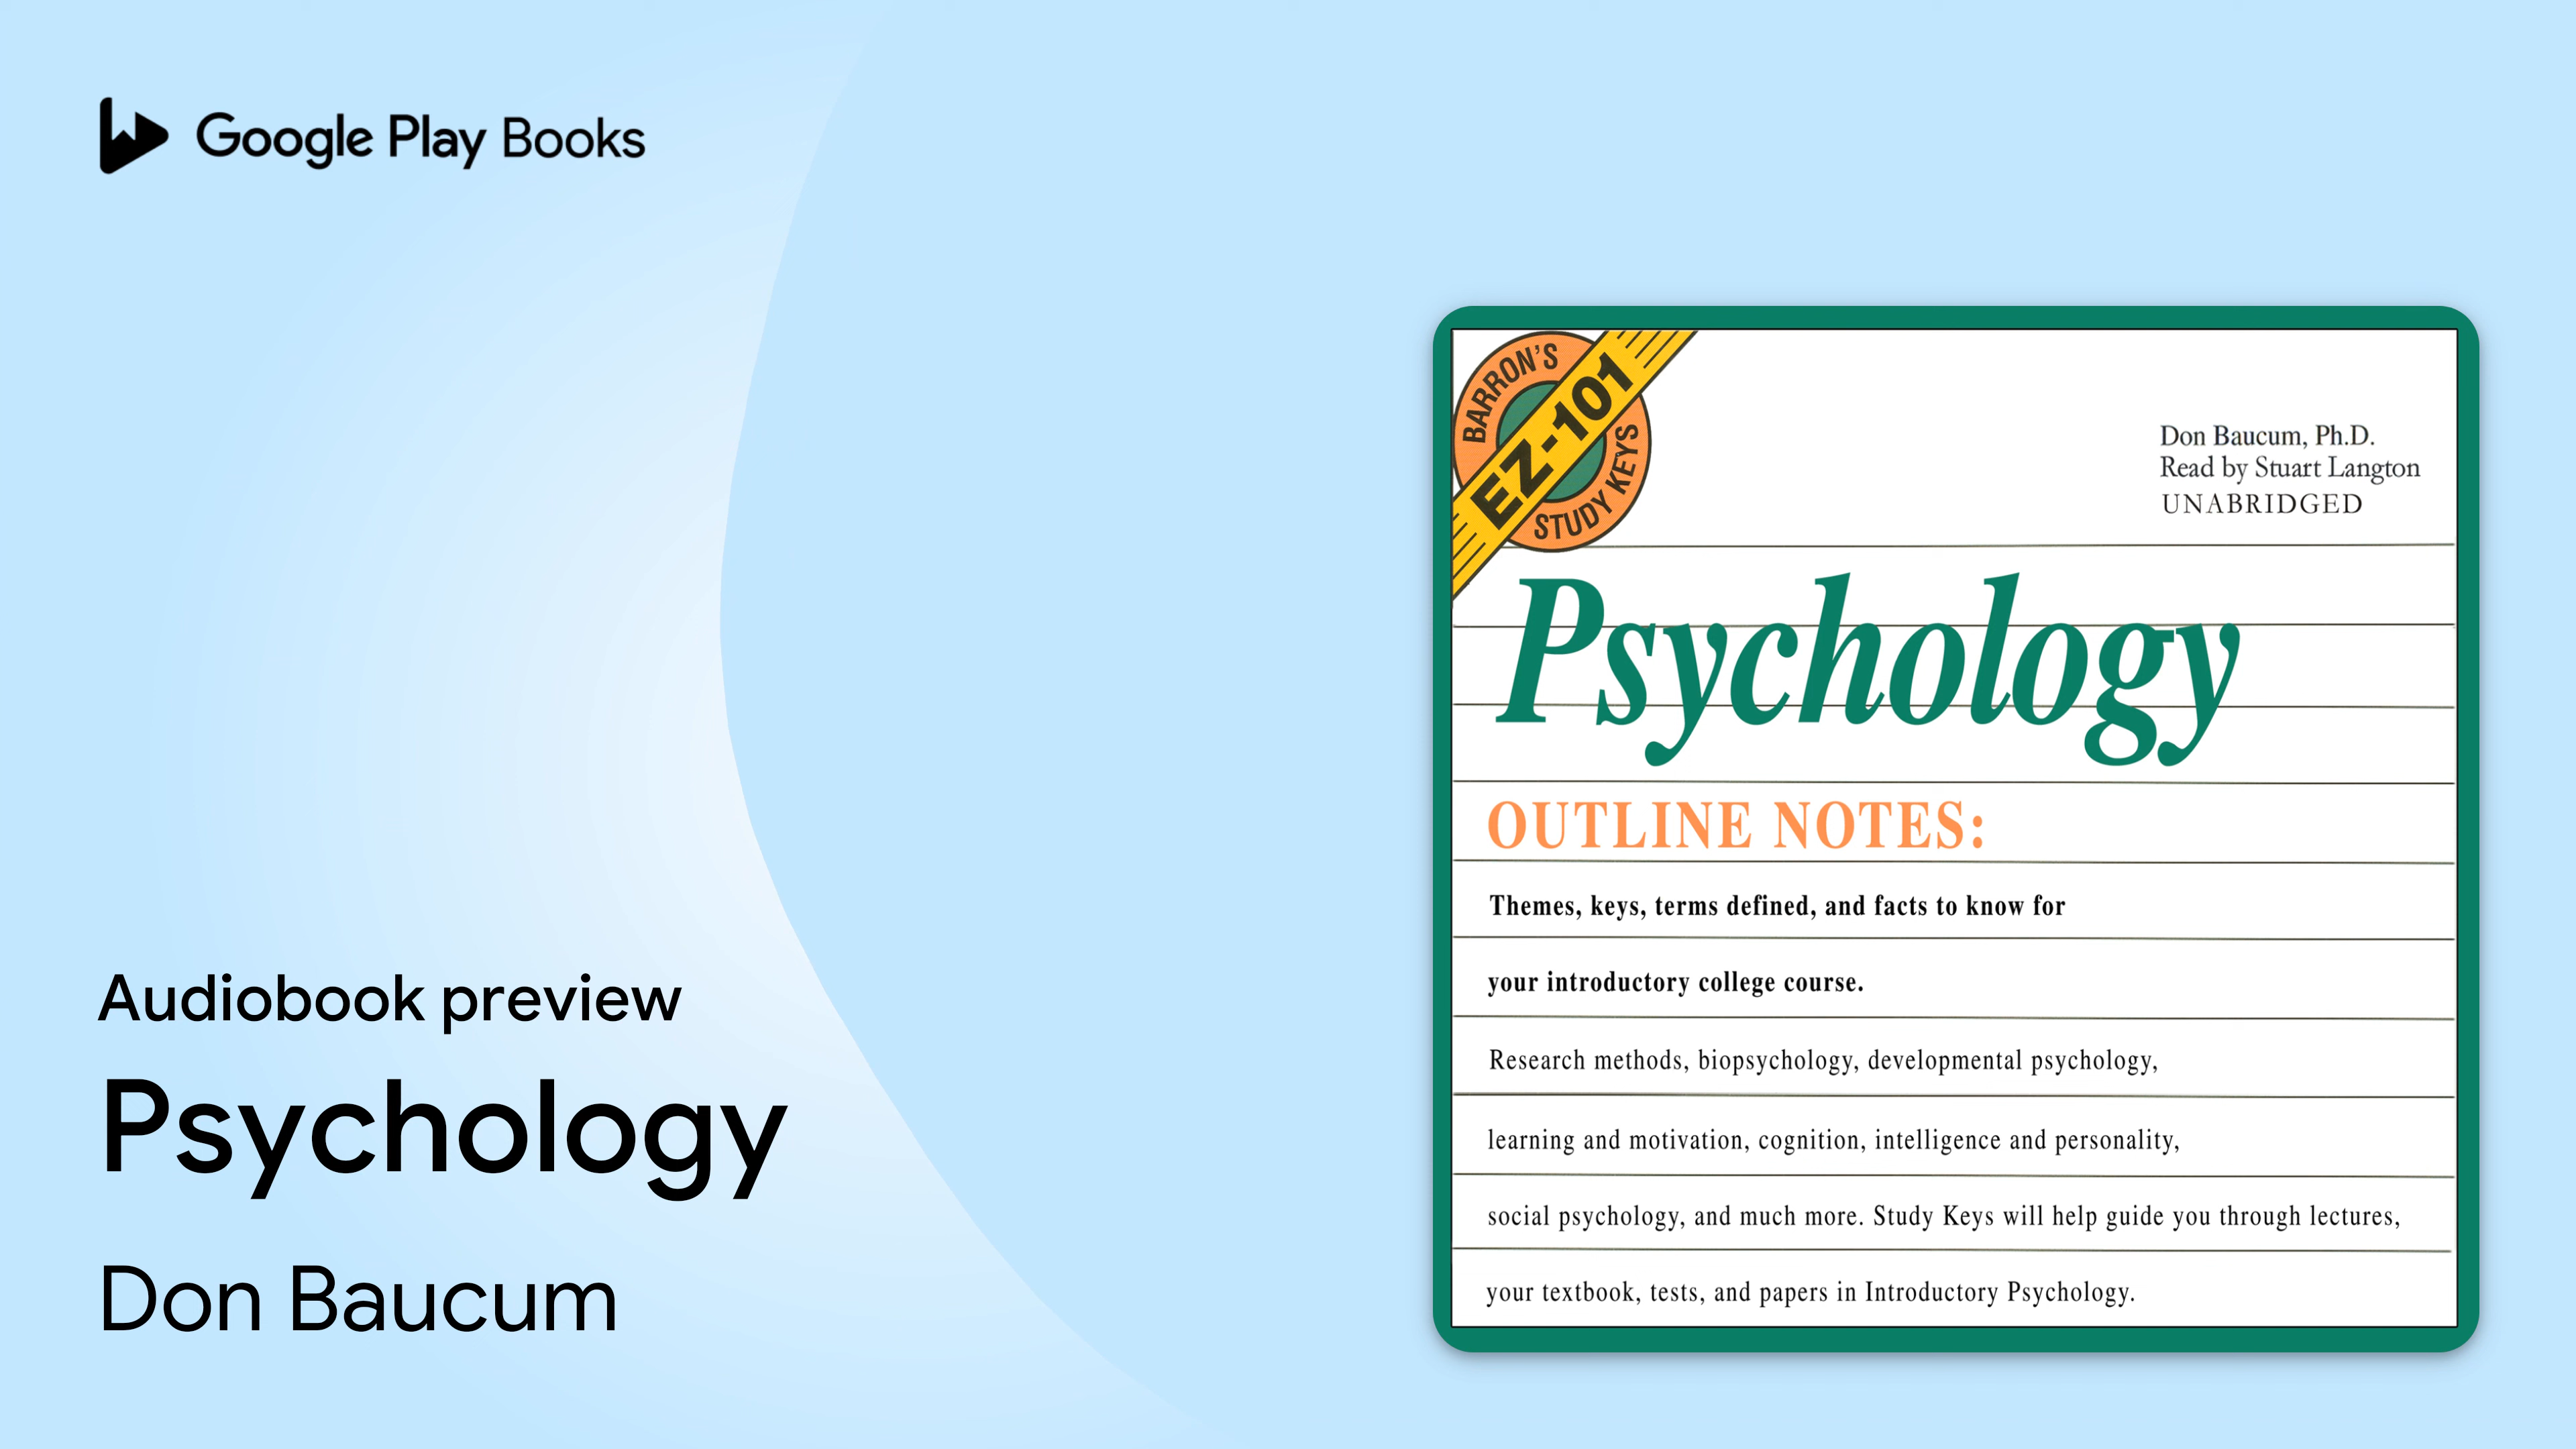 Google Play Books
Audiobook preview
Psychology
Don Baucum
BARRON'S
EZ-101
STUDY KEYS
Don Baucum, Ph.D.
Read by Stuart Langton
UNABRIDGED
Psychology
OUTLINE NOTES:
Themes, keys, terms defined, and facts to know for
your introductory college course.
Research methods, biopsychology, developmental psychology,
learning and motivation, cognition, intelligence and personality,
social psychology, and much more. Study Keys will help guide you through lectures,
your textbook, tests, and papers in Introductory Psychology.